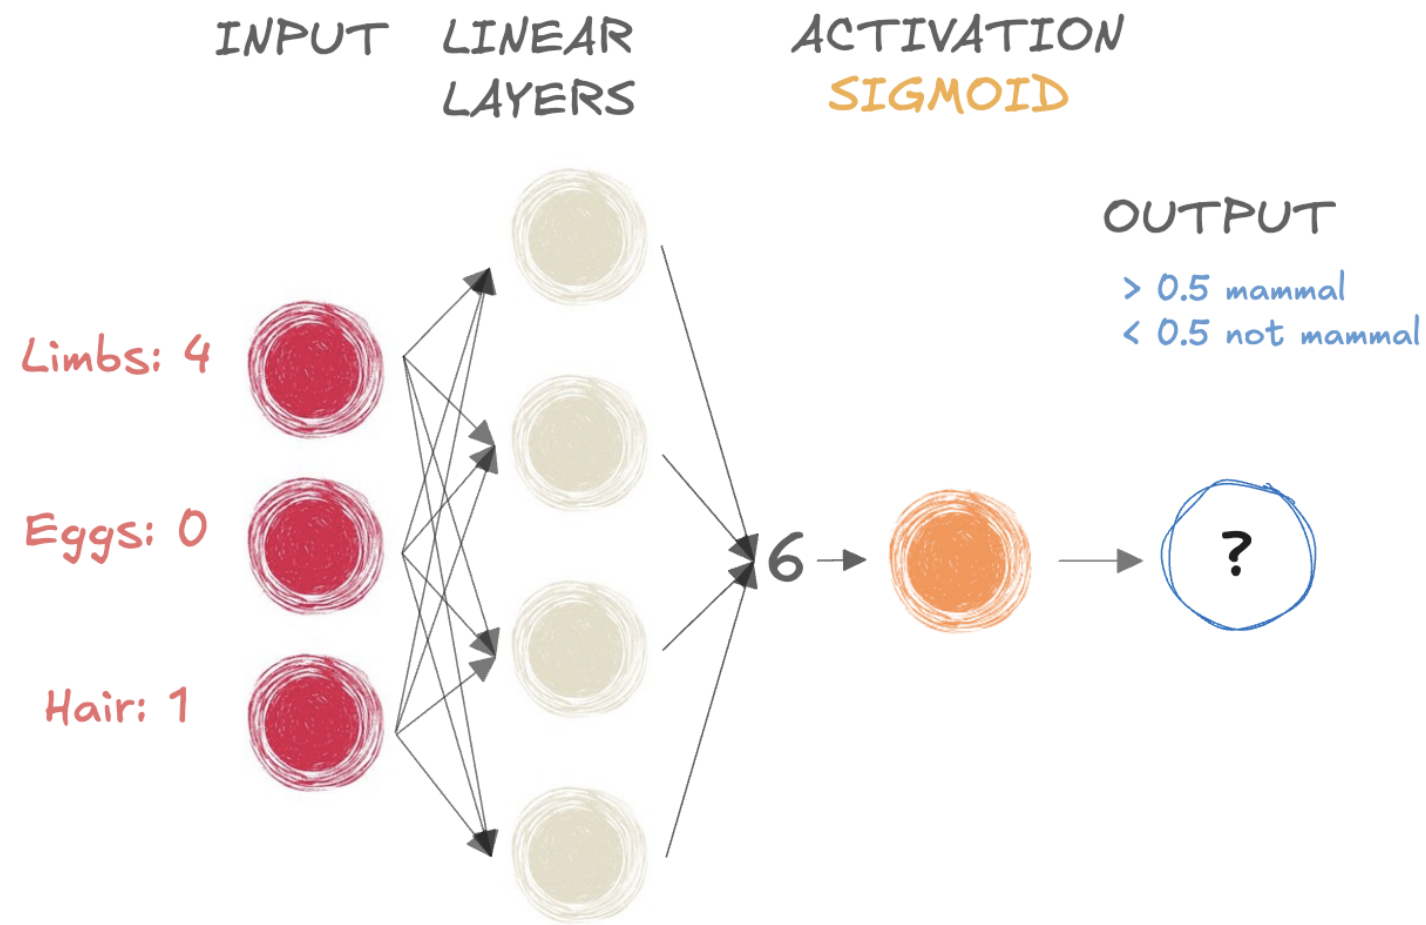 INPUT
LINEAR
LAYERS
ACTIVATION
SIGMOID
OUTPUT
> 0.5 mammal
< 0.5 not mammal
Limbs: 4
Eggs: 0
Hair: 1
6
?